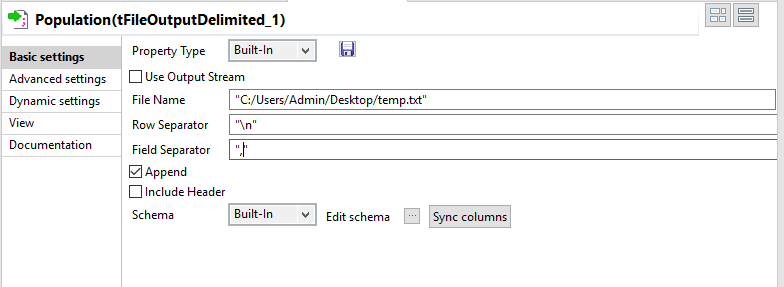 Population(tFileOutputDelimited_1)
Basic settings
Advanced settings
Dynamic settings
View
Documentation
Property Type Built-In
Use Output Stream
File Name "C:/Users/Admin/Desktop/temp.txt"
Row Separator "\n"
Field Separator ","
Append
Include Header
Schema Built-In Edit schema ... Sync columns